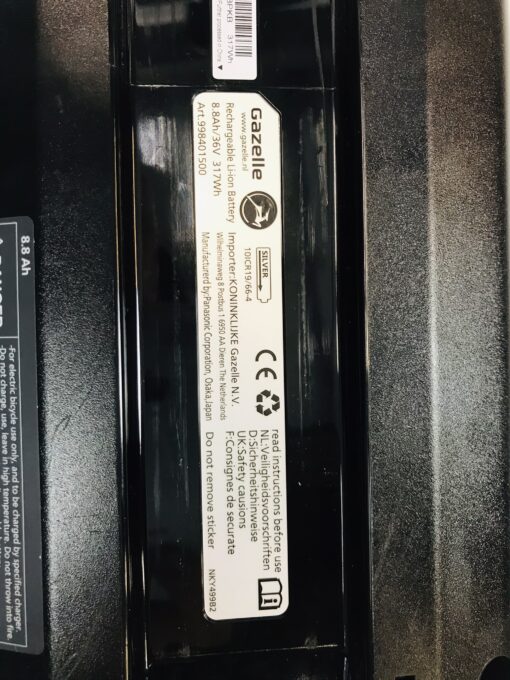 BPKB 317Wh
Gazelle
www.gazelle.nl
Rechargeable Li-ion Battery
8.8Ah/36V 317Wh
Art.998401500
SILVER
10ICR19/66-4
Importer:KONINKLIJKE Gazelle N.V.
Wilhelminaweg 8 Postbus 1 6950 AA Dieren The Netherlands
Manufactured by:Panasonic Corporation, Osaka,Japan
CE
read instructions before use
NL:Veiligheidsvoorschriften
D:Sicherheitshinweise
UK:Safety causions
F:Consignes de securate
Do not remove sticker
NKY499B2
8.8 Ah
-For electric bicycle use only, and to be charged by specified charger.
-Do not charge, use, leave in high temperature. Do not throw into fire.